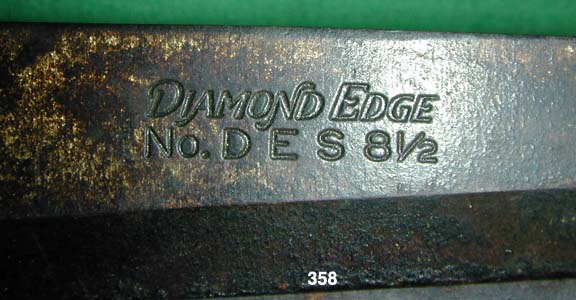 DIAMOND EDGE
No. D E S 8½
358